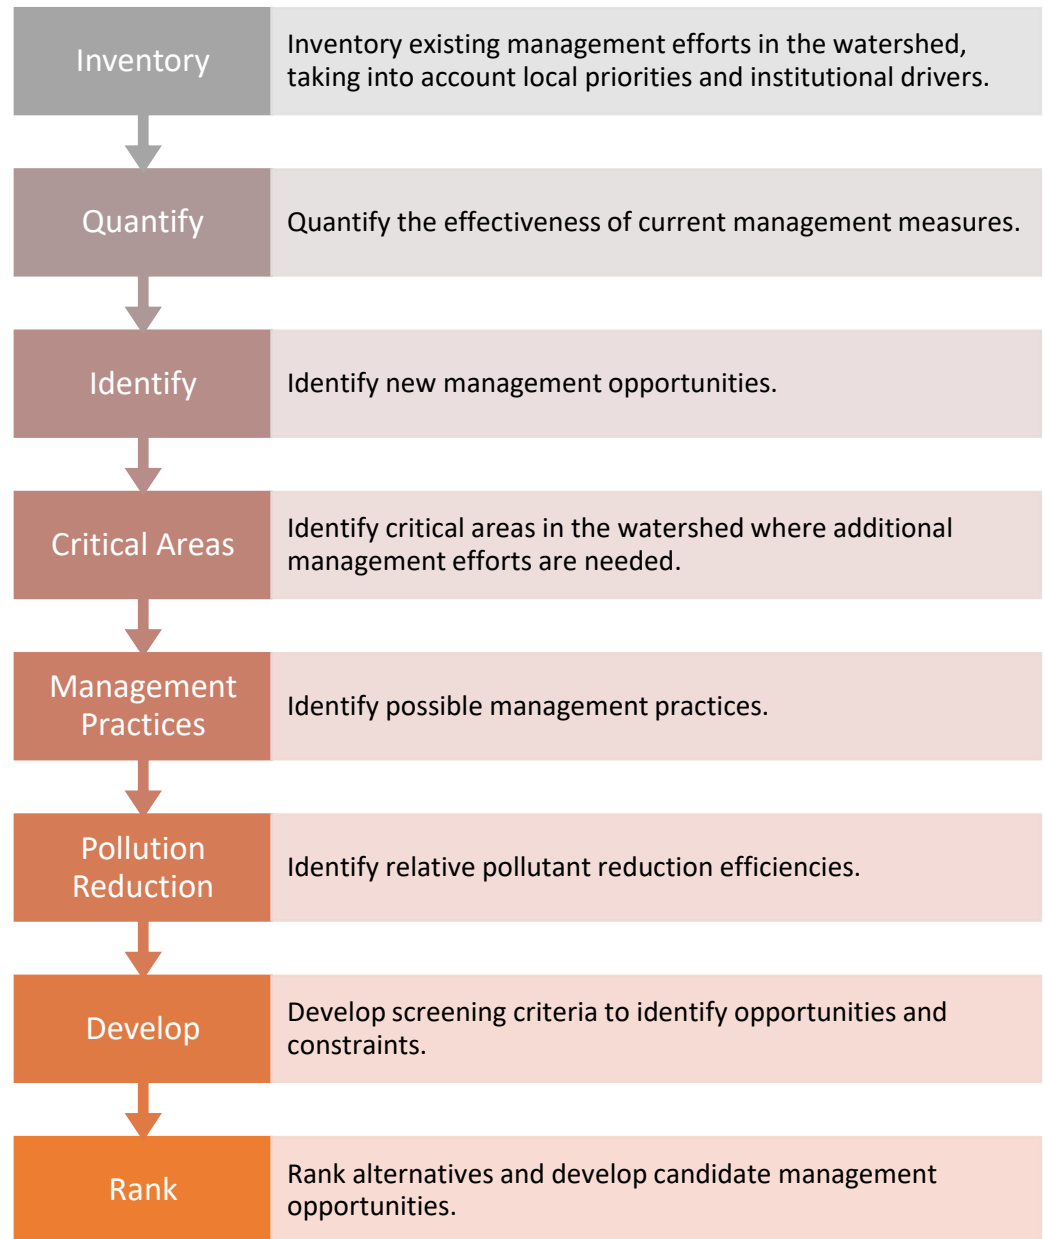 Inventory
Inventory existing management efforts in the watershed,
taking into account local priorities and institutional drivers.
Quantify
Quantify the effectiveness of current management measures.
Identify
Identify new management opportunities.
Critical Areas
Identify critical areas in the watershed where additional
management efforts are needed.
Management
Practices
Identify possible management practices.
Pollution
Reduction
Identify relative pollutant reduction efficiencies.
Develop
Develop screening criteria to identify opportunities and
constraints.
Rank
Rank alternatives and develop candidate management
opportunities.